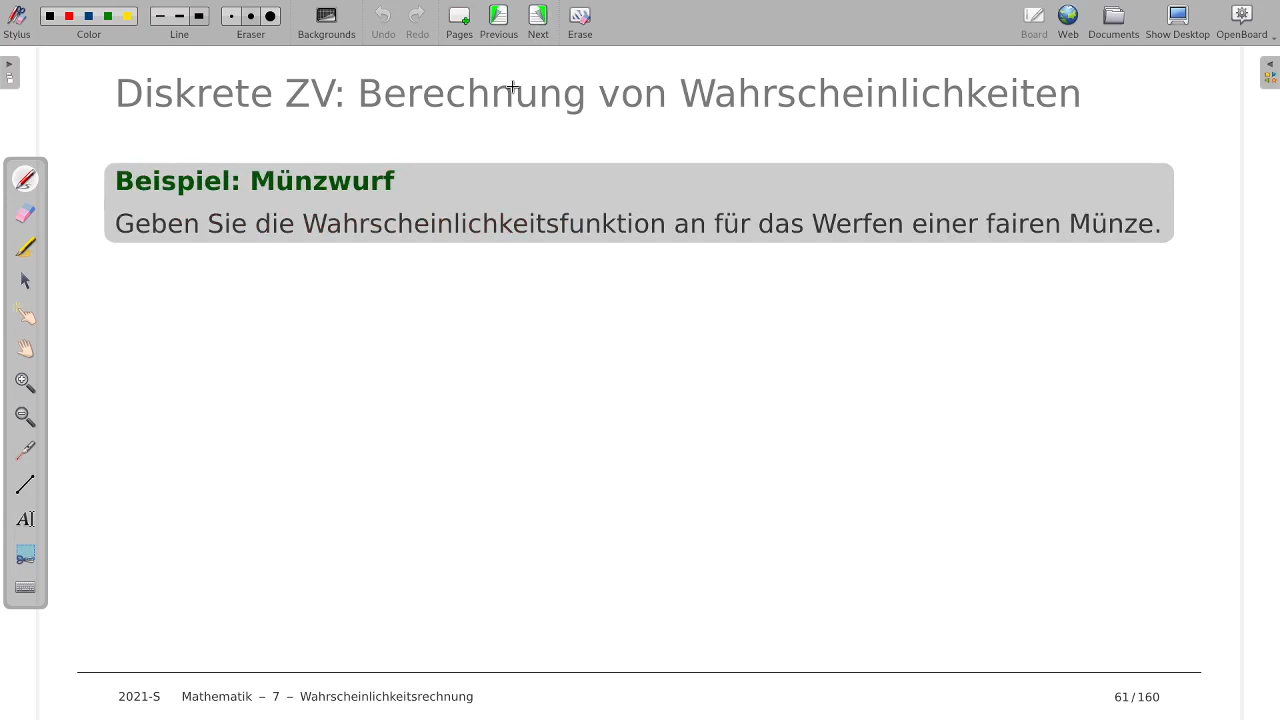 Stylus Color Line Eraser Backgrounds Undo Redo Pages Previous Next Erase Board Web Documents Show Desktop OpenBoard
Diskrete ZV: Berechnung von Wahrscheinlichkeiten
Beispiel: Münzwurf
Geben Sie die Wahrscheinlichkeitsfunktion an für das Werfen einer fairen Münze.
AI
2021-S Mathematik – 7 – Wahrscheinlichkeitsrechnung 61/160